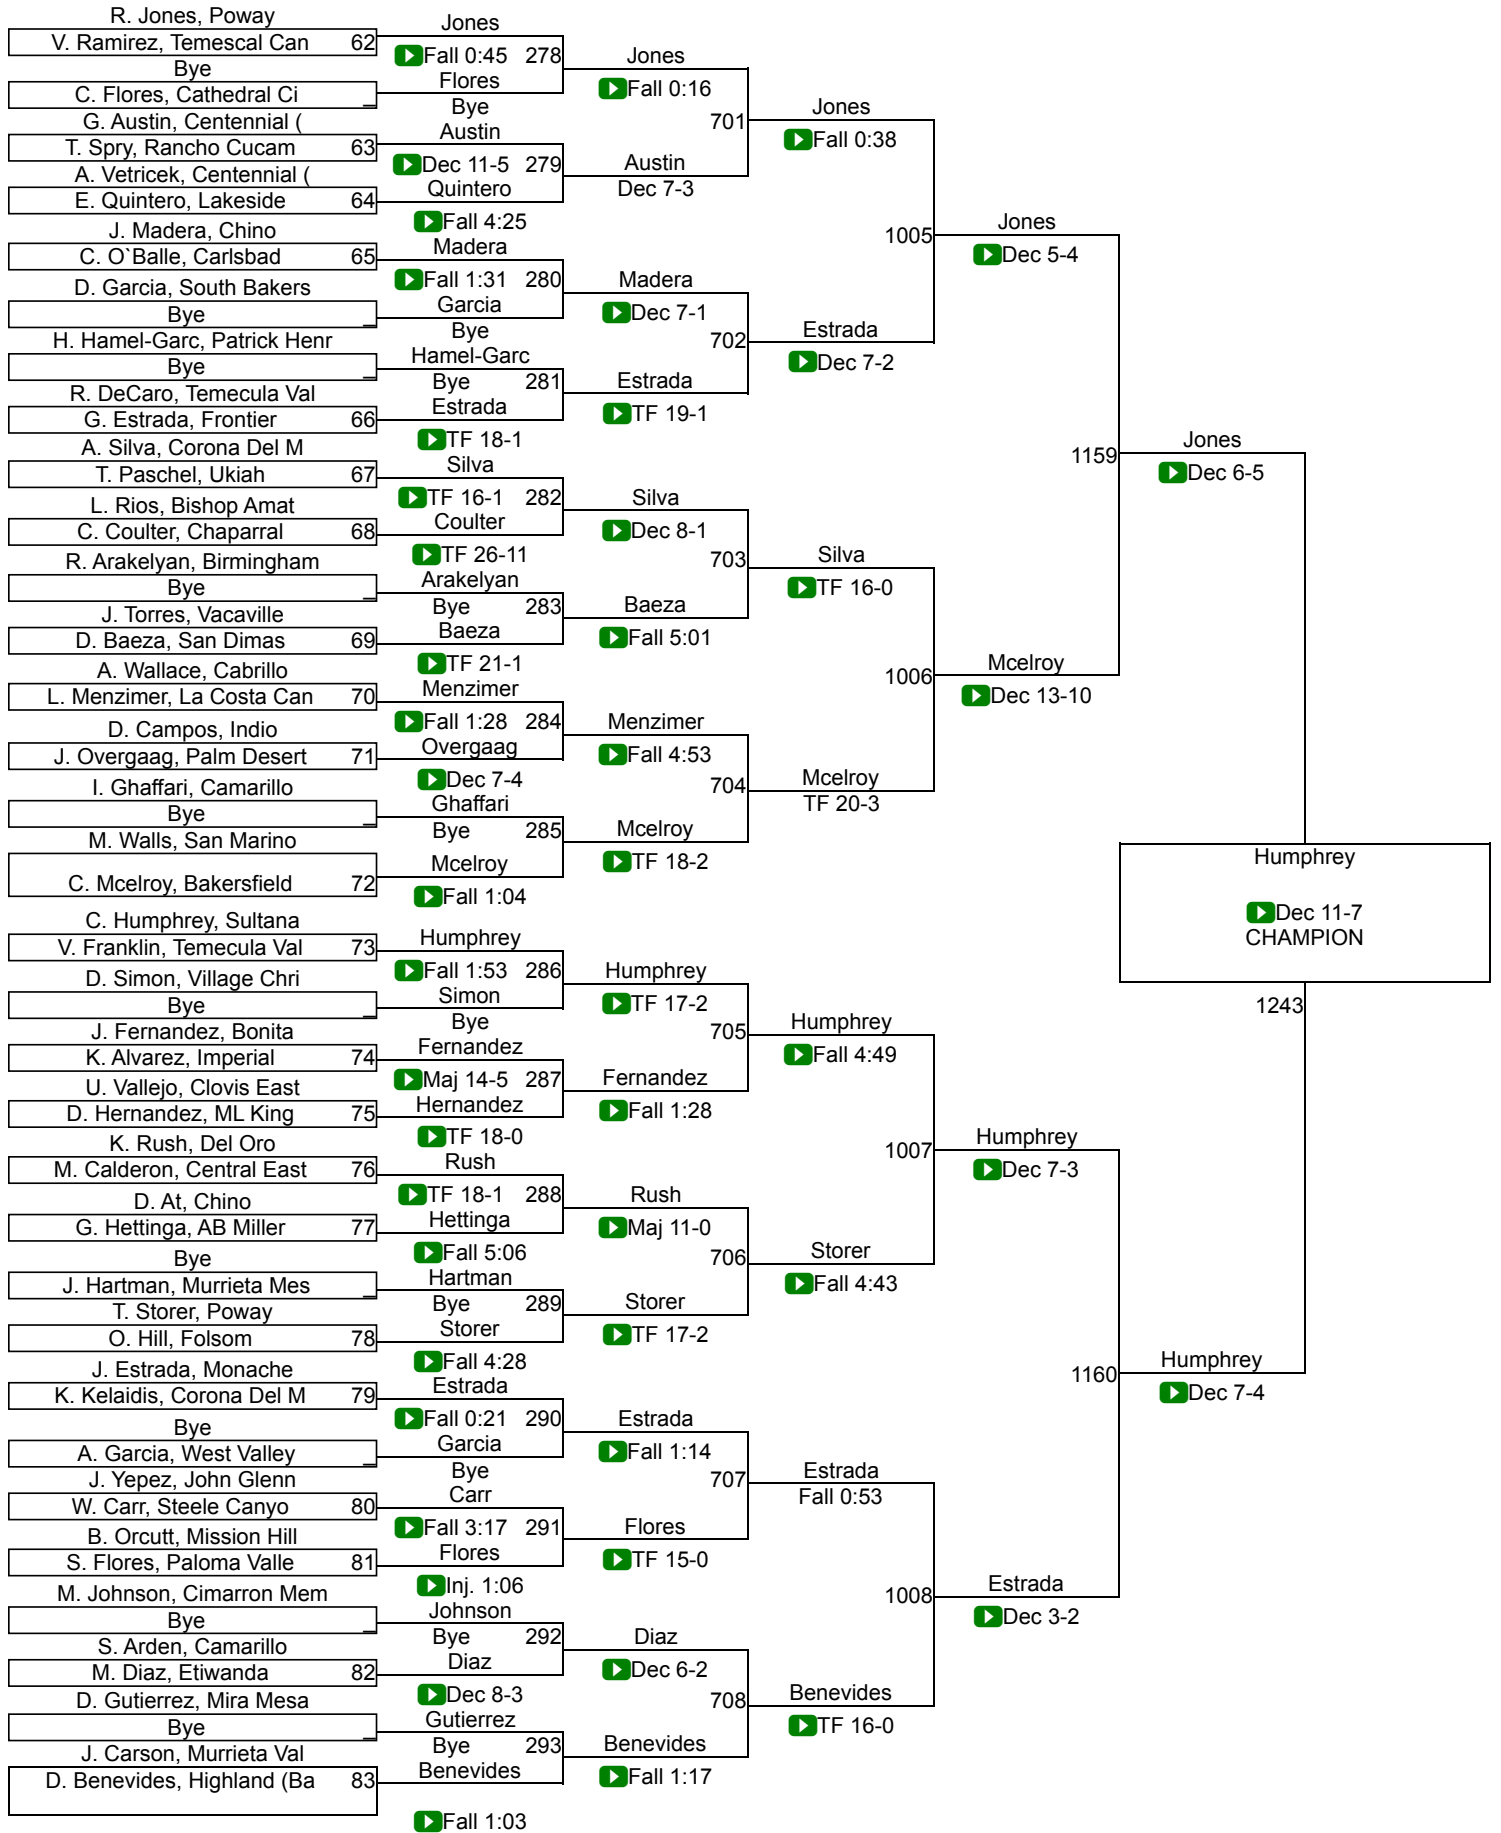 R. Jones, Poway
V. Ramirez, Temescal Can 62
Bye
C. Flores, Cathedral Ci _
G. Austin, Centennial (
T. Spry, Rancho Cucam 63
A. Vetricek, Centennial (
E. Quintero, Lakeside 64
J. Madera, Chino
C. O`Balle, Carlsbad 65
D. Garcia, South Bakers
Bye _
H. Hamel-Garc, Patrick Henr
Bye _
R. DeCaro, Temecula Val
G. Estrada, Frontier 66
A. Silva, Corona Del M
T. Paschel, Ukiah 67
L. Rios, Bishop Amat
C. Coulter, Chaparral 68
R. Arakelyan, Birmingham
Bye _
J. Torres, Vacaville
D. Baeza, San Dimas 69
A. Wallace, Cabrillo
L. Menzimer, La Costa Can 70
D. Campos, Indio
J. Overgaag, Palm Desert 71
I. Ghaffari, Camarillo
Bye _
M. Walls, San Marino
C. Mcelroy, Bakersfield 72
C. Humphrey, Sultana
V. Franklin, Temecula Val 73
D. Simon, Village Chri
Bye _
J. Fernandez, Bonita
K. Alvarez, Imperial 74
U. Vallejo, Clovis East
D. Hernandez, ML King 75
K. Rush, Del Oro
M. Calderon, Central East 76
D. At, Chino
G. Hettinga, AB Miller 77
Bye
J. Hartman, Murrieta Mes _
T. Storer, Poway
O. Hill, Folsom 78
J. Estrada, Monache
K. Kelaidis, Corona Del M 79
Bye
A. Garcia, West Valley _
J. Yepez, John Glenn
W. Carr, Steele Canyo 80
B. Orcutt, Mission Hill
S. Flores, Paloma Valle 81
M. Johnson, Cimarron Mem
Bye _
S. Arden, Camarillo
M. Diaz, Etiwanda 82
D. Gutierrez, Mira Mesa
Bye _
J. Carson, Murrieta Val
D. Benevides, Highland (Ba 83
Jones
Fall 0:45 278
Flores
Bye
Austin
Dec 11-5 279
Quintero
Fall 4:25
Madera
Fall 1:31 280
Garcia
Bye
Hamel-Garc
Bye 281
Estrada
TF 18-1
Silva
TF 16-1 282
Coulter
TF 26-11
Arakelyan
Bye 283
Baeza
TF 21-1
Menzimer
Fall 1:28 284
Overgaag
Dec 7-4
Ghaffari
Bye 285
Mcelroy
Fall 1:04
Humphrey
Fall 1:53 286
Simon
Bye
Fernandez
Maj 14-5 287
Hernandez
TF 18-0
Rush
TF 18-1 288
Hettinga
Fall 5:06
Hartman
Bye 289
Storer
Fall 4:28
Estrada
Fall 0:21 290
Garcia
Bye
Carr
Fall 3:17 291
Flores
Inj. 1:06
Johnson
Bye 292
Diaz
Dec 8-3
Gutierrez
Bye 293
Benevides
Fall 1:03
Jones
Fall 0:16
701
Austin
Dec 7-3
Madera
Dec 7-1
702
Estrada
TF 19-1
Silva
Dec 8-1
703
Baeza
Fall 5:01
Menzimer
Fall 4:53
704
Mcelroy
TF 18-2
Humphrey
TF 17-2
705
Fernandez
Fall 1:28
Rush
Maj 11-0
706
Storer
TF 17-2
Estrada
Fall 1:14
707
Flores
TF 15-0
Diaz
Dec 6-2
708
Benevides
Fall 1:17
Jones
Fall 0:38
1005
Estrada
Dec 7-2
Silva
TF 16-0
1006
Mcelroy
TF 20-3
Humphrey
Fall 4:49
1007
Storer
Fall 4:43
Estrada
Fall 0:53
1008
Benevides
TF 16-0
Jones
Dec 5-4
1159
Mcelroy
Dec 13-10
Humphrey
Dec 7-3
1160
Estrada
Dec 3-2
Jones
Dec 6-5
Humphrey
Dec 11-7
CHAMPION
1243
Humphrey
Dec 7-4